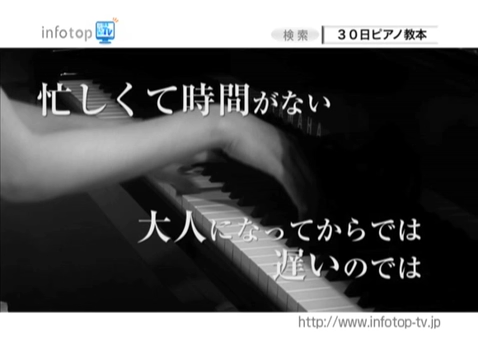 infotop
検索
30日ピアノ教本
忙しくて時間がない
大人になってからでは
遅いのでは
http://www.infotop-tv.jp